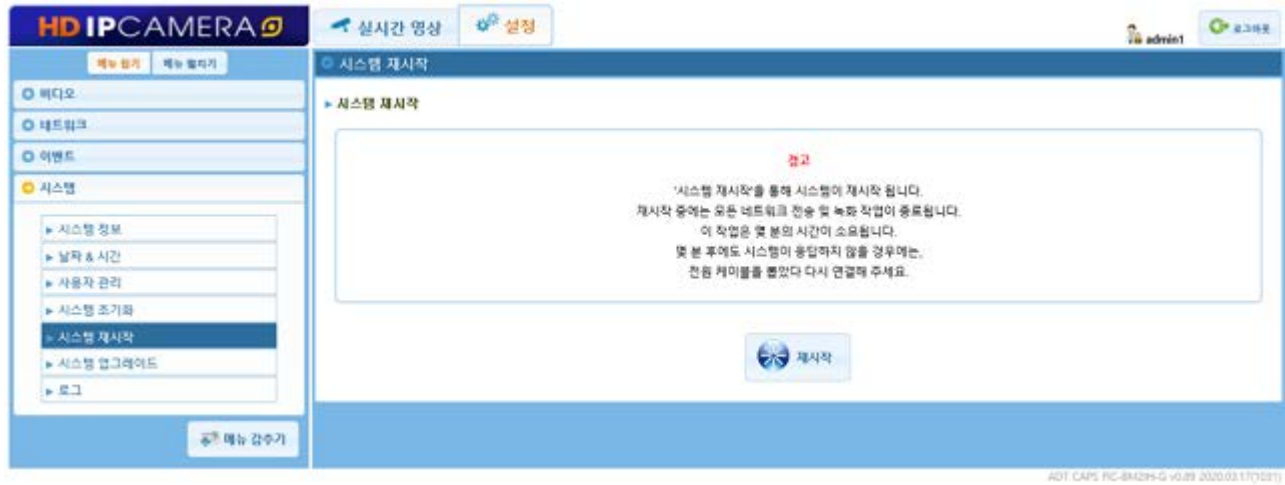 HD IPCAMERA
실시간 영상
설정
admin1
로그아웃
메뉴 접기
메뉴 펼치기
비디오
네트워크
이벤트
시스템
시스템 정보
날짜 & 시간
사용자 관리
시스템 초기화
시스템 재시작
시스템 업그레이드
로그
메뉴 감추기
시스템 재시작
시스템 재시작
경고
'시스템 재시작'을 통해 시스템이 재시작 됩니다.
재시작 중에는 모든 네트워크 전송 및 녹화 작업이 종료됩니다.
이 작업은 몇 분의 시간이 소요됩니다.
몇 분 후에도 시스템이 응답하지 않을 경우에는,
전원 케이블을 뽑았다 다시 연결해 주세요.
재시작
ADT CAPS v0.89 2020.03.17